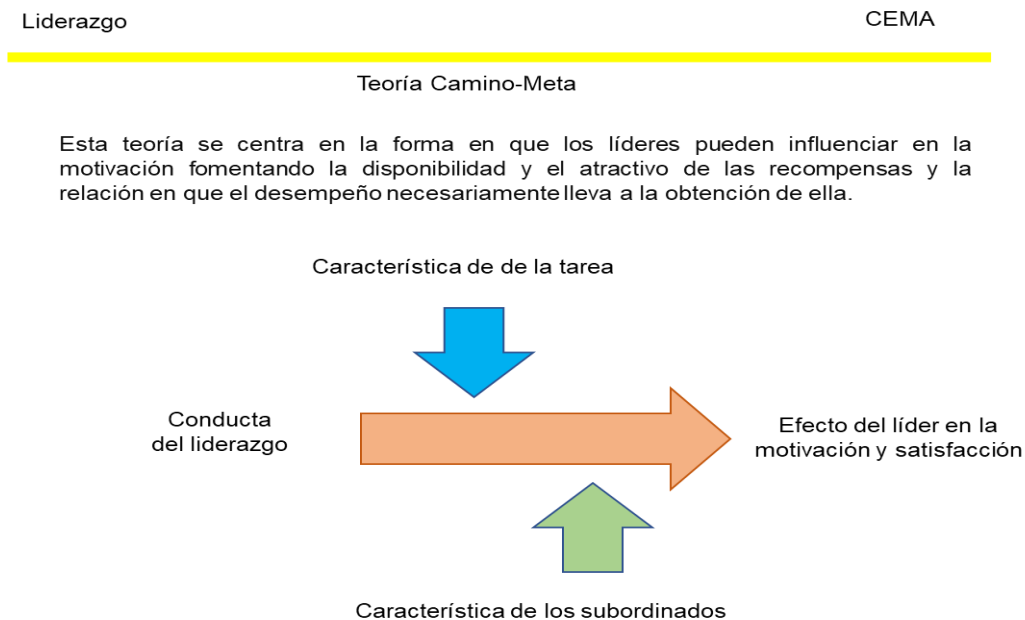 Liderazgo
CEMA
Teoría Camino-Meta
Esta teoría se centra en la forma en que los líderes pueden influenciar en la
motivación fomentando la disponibilidad y el atractivo de las recompensas y la
relación en que el desempeño necesariamente lleva a la obtención de ella.
Característica de de la tarea
Conducta
del liderazgo
Efecto del líder en la
motivación y satisfacción
Característica de los subordinados